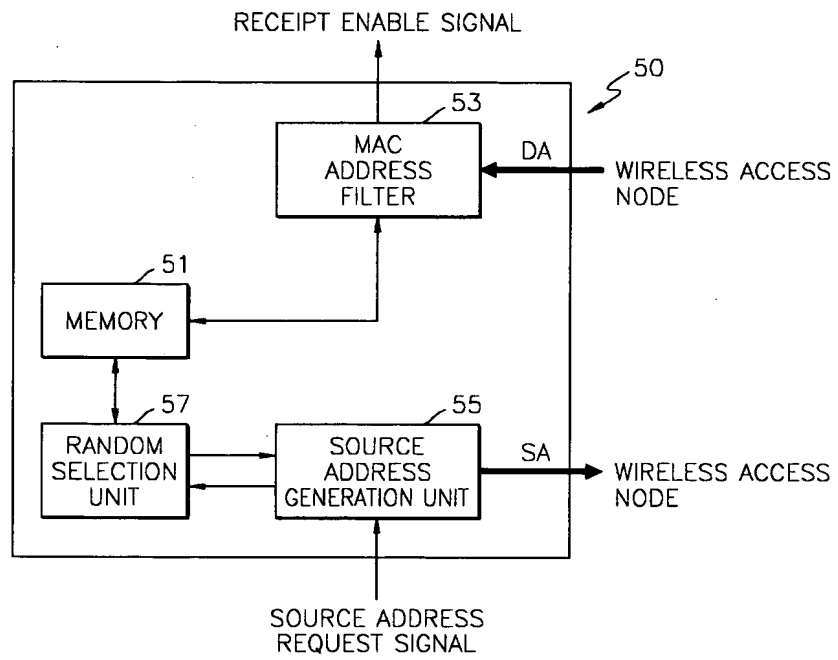 RECEIPT ENABLE SIGNAL
50
53
MAC
ADDRESS
FILTER
DA
WIRELESS ACCESS
NODE
51
MEMORY
57
RANDOM
SELECTION
UNIT
55
SOURCE
ADDRESS
GENERATION UNIT
SA
WIRELESS ACCESS
NODE
SOURCE ADDRESS
REQUEST SIGNAL